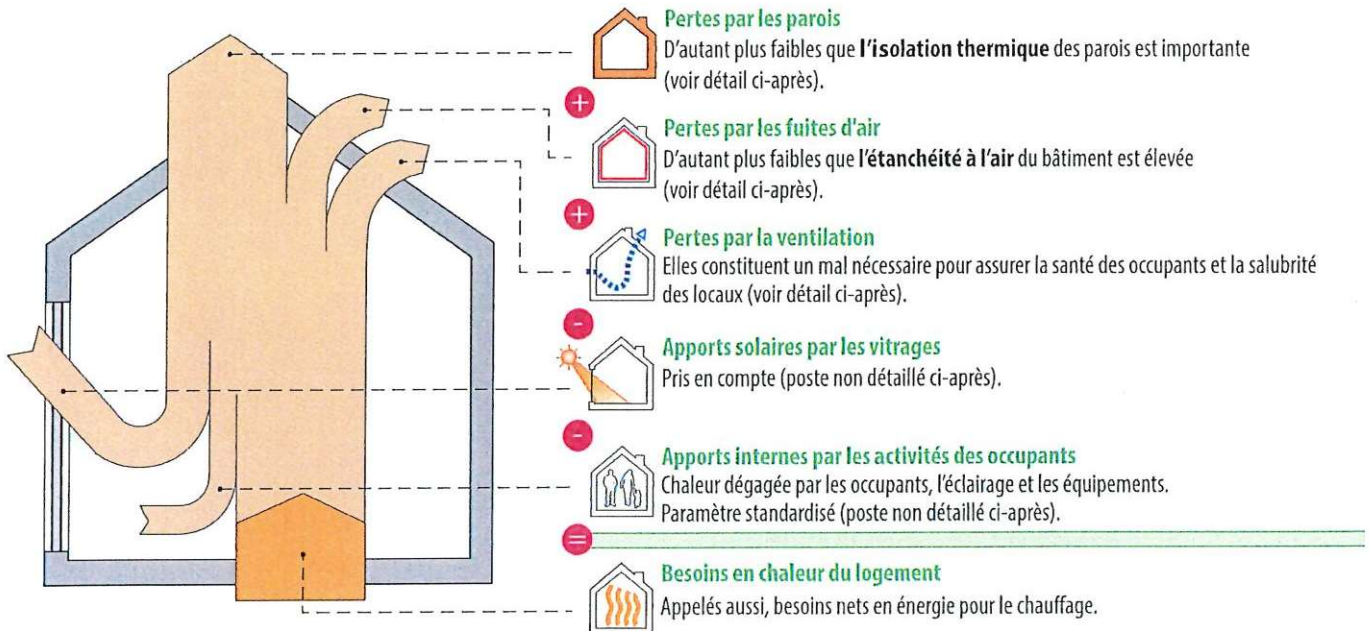 Pertes par les parois
D'autant plus faibles que l'isolation thermique des parois est importante
(voir détail ci-après).
+
Pertes par les fuites d'air
D'autant plus faibles que l'étanchéité à l'air du bâtiment est élevée
(voir détail ci-après).
+
Pertes par la ventilation
Elles constituent un mal nécessaire pour assurer la santé des occupants et la salubrité
des locaux (voir détail ci-après).
-
Apports solaires par les vitrages
Pris en compte (poste non détaillé ci-après).
-
Apports internes par les activités des occupants
Chaleur dégagée par les occupants, l'éclairage et les équipements.
Paramètre standardisé (poste non détaillé ci-après).
=
Besoins en chaleur du logement
Appelés aussi, besoins nets en énergie pour le chauffage.